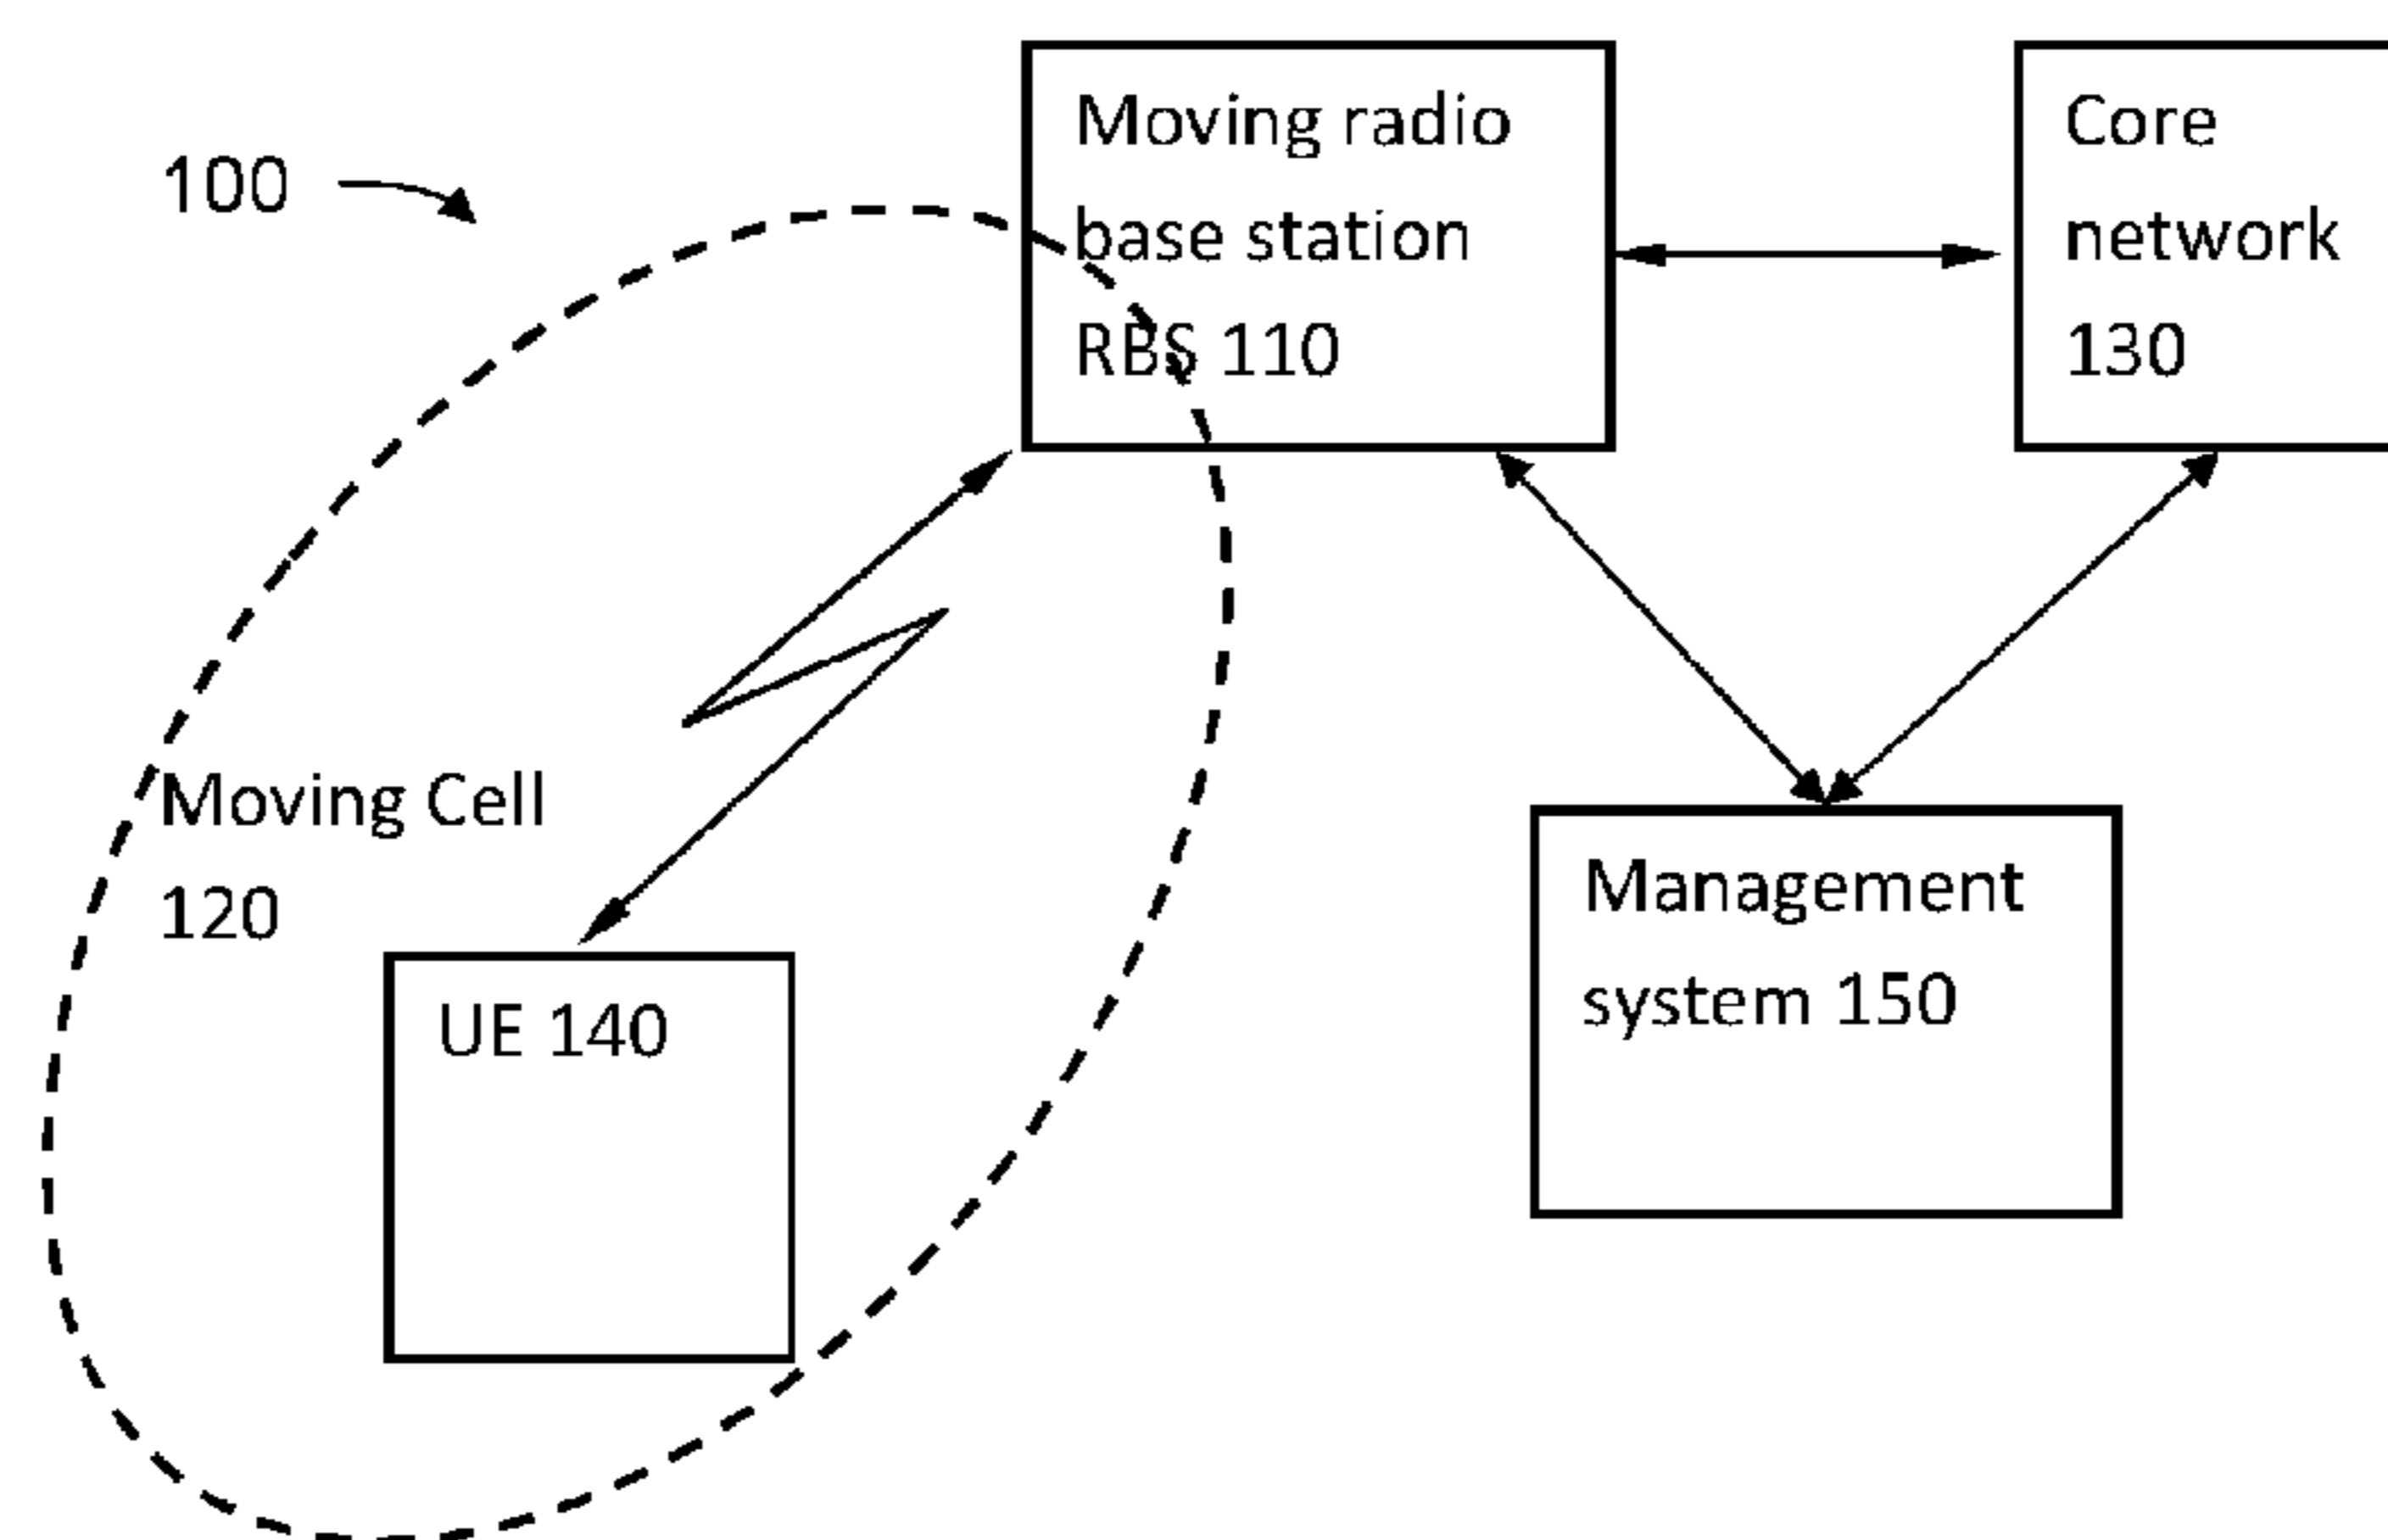 100
Moving radio
base station
RBS 110
Core
network
130
Moving Cell
120
UE 140
Management
system 150